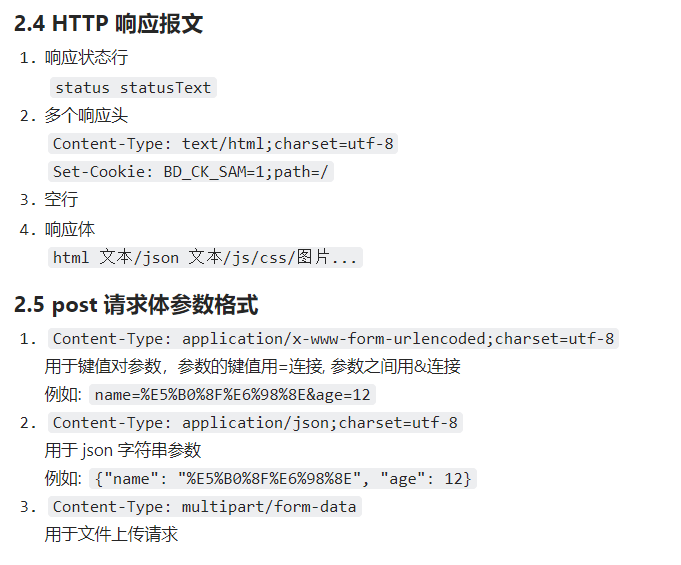 2.4 HTTP 响应报文
1. 响应状态行
status statusText
2. 多个响应头
Content-Type: text/html;charset=utf-8
Set-Cookie: BD_CK_SAM=1;path=/
3. 空行
4. 响应体
html 文本/json 文本/js/css/图片...
2.5 post 请求体参数格式
1. Content-Type: application/x-www-form-urlencoded;charset=utf-8
用于键值对参数，参数的键值用=连接, 参数之间用&连接
例如: name=%E5%B0%8F%E6%98%8E&age=12
2. Content-Type: application/json;charset=utf-8
用于 json 字符串参数
例如: {"name": "%E5%B0%8F%E6%98%8E", "age": 12}
3. Content-Type: multipart/form-data
用于文件上传请求